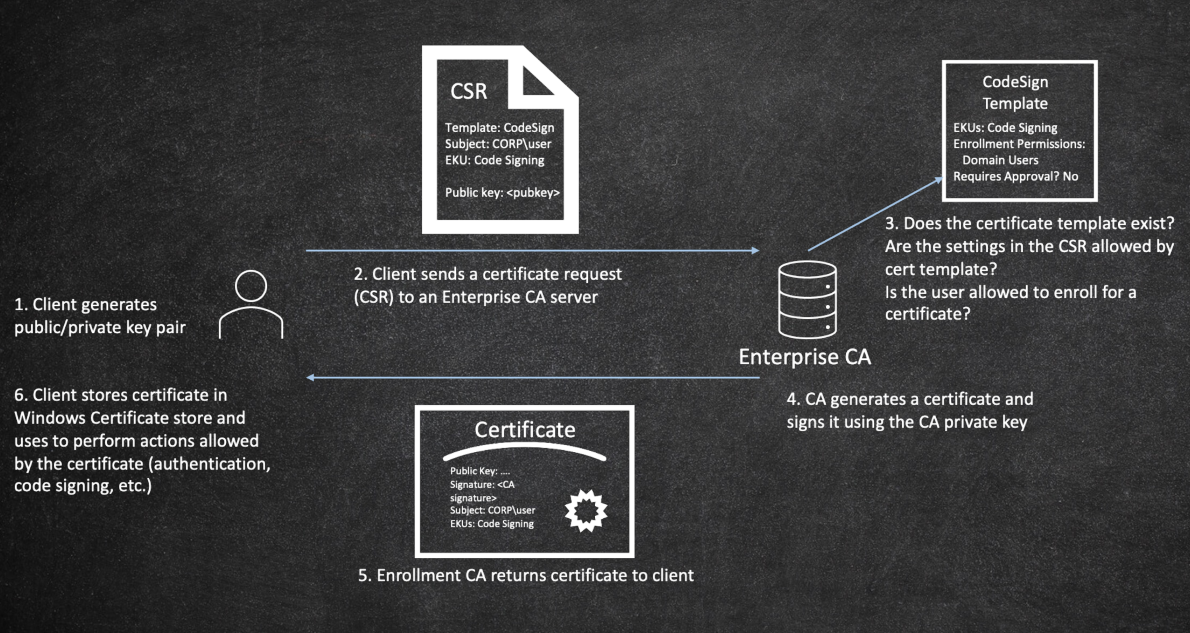 CSR
Template: CodeSign
Subject: CORP\user
EKU: Code Signing
Public key: <pubkey>
CodeSign
Template
EKUs: Code Signing
Enrollment Permissions:
Domain Users
Requires Approval? No
1. Client generates
public/private key pair
2. Client sends a certificate request
(CSR) to an Enterprise CA server
3. Does the certificate template exist?
Are the settings in the CSR allowed by
cert template?
Is the user allowed to enroll for a
certificate?
Enterprise CA
4. CA generates a certificate and
signs it using the CA private key
Certificate
Public Key: ....
Signature: <CA
signature>
Subject: CORP\user
EKUs: Code Signing
5. Enrollment CA returns certificate to client
6. Client stores certificate in
Windows Certificate store and
uses to perform actions allowed
by the certificate (authentication,
code signing, etc.)